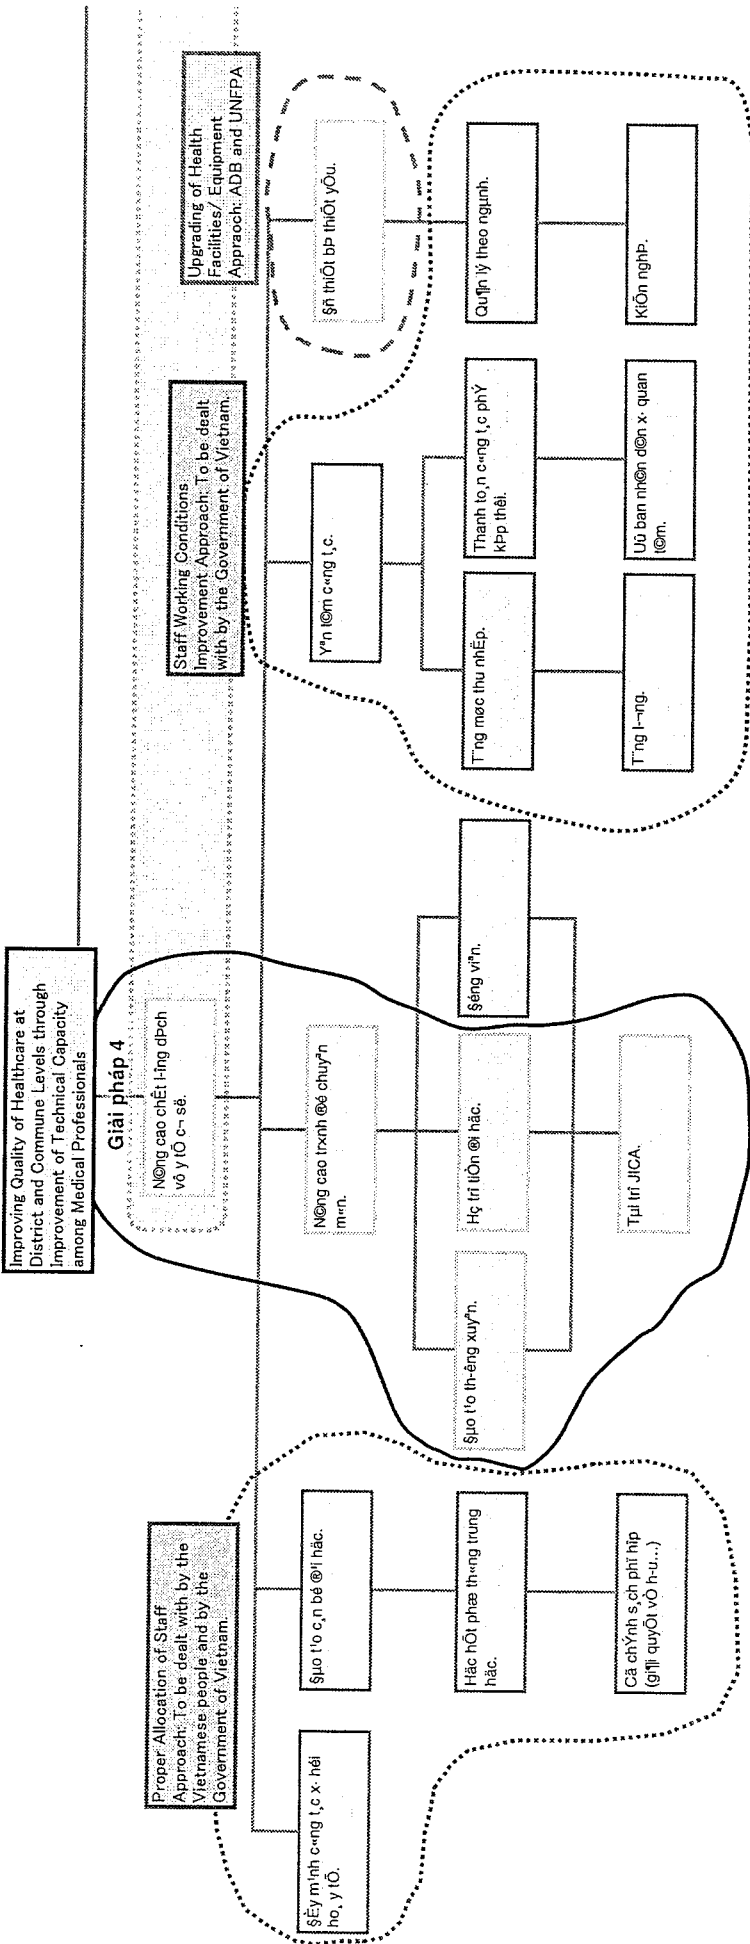 Improving Quality of Healthcare at
District and Commune Levels through
Improvement of Technical Capacity
among Medical Professionals
Giải pháp 4
N©ng cao chÊt l-îng dÞch
vô y tÕ c¬ së.
Proper Allocation of Staff
Approach: To be dealt with by the
Vietnamese people and by the
Government of Vietnam.
Staff Working Conditions
Improvement Approach: To be dealt
with by the Government of Vietnam.
Upgrading of Health
Facilities/ Equipment
Appraoch: ADB and UNFPA
§Èy m¹nh c«ng t¸c x· héi
ho¸ y tÕ.
§µo t¹o c¸n bé ®¹i häc.
N©ng cao tr×nh ®é chuyªn
m«n.
Yªn t©m c«ng t¸c.
§ñ thiÕt bÞ thiÕt yÕu.
Häc hÕt phæ th«ng trung
häc.
§µo t¹o th-êng xuyªn.
Hç trî tiÒn ®i häc.
§éng viªn.
T¨ng møc thu nhËp.
Thanh to¸n c«ng t¸c phÝ
kÞp thêi.
Qu¶n lý theo ngµnh.
Cã chÝnh s¸ch phï hîp
(gi¶i quyÕt vÒ h-u...)
Tµi trî JICA.
T¨ng l-¬ng.
Uû ban nh©n d©n x· quan
t©m.
KiÕn nghÞ.